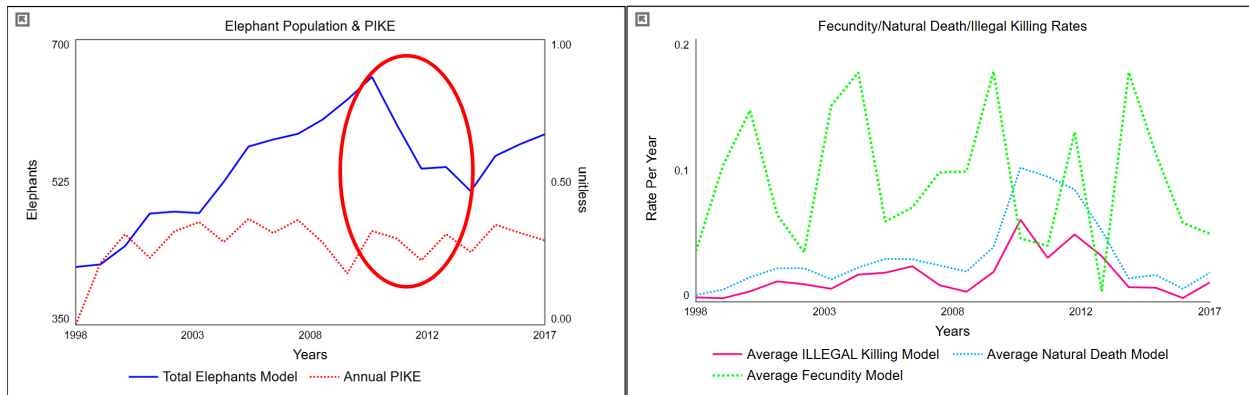 Elephant Population & PIKE
700
525
350
Elephants
1.00
0.50
0.00
unitless
1998 2003 2008 2012 2017
Years
Total Elephants Model Annual PIKE
Fecundity/Natural Death/Illegal Killing Rates
0.2
0.1
0
Rate Per Year
1998 2003 2008 2012 2017
Years
Average ILLEGAL Killing Model Average Natural Death Model
Average Fecundity Model